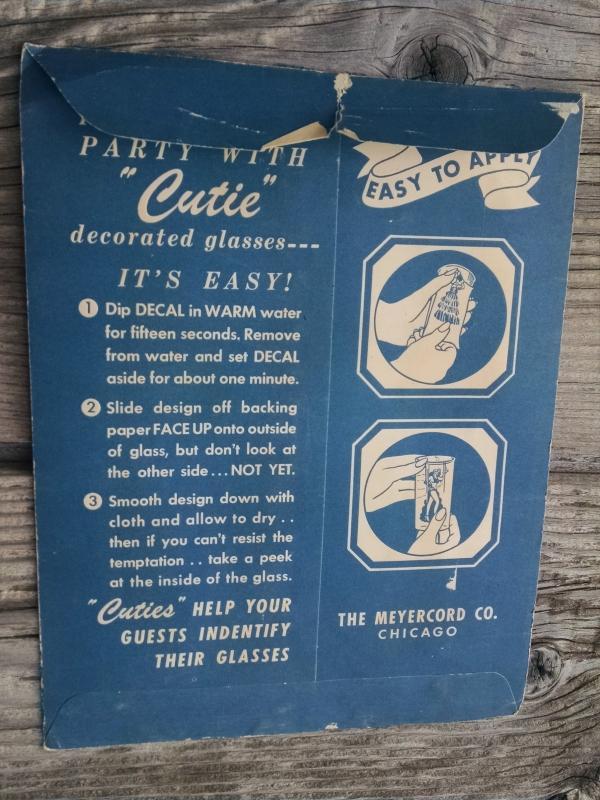 PARTY WITH
"Cutie"
decorated glasses---
IT'S EASY!
1 Dip DECAL in WARM water
for fifteen seconds. Remove
from water and set DECAL
aside for about one minute.
2 Slide design off backing
paper FACE UP onto outside
of glass, but don't look at
the other side... NOT YET.
3 Smooth design down with
cloth and allow to dry . .
then if you can't resist the
temptation . . take a peek
at the inside of the glass.
"Cuties" HELP YOUR
GUESTS INDENTIFY
THEIR GLASSES
EASY TO APPLY
THE MEYERCORD CO.
CHICAGO